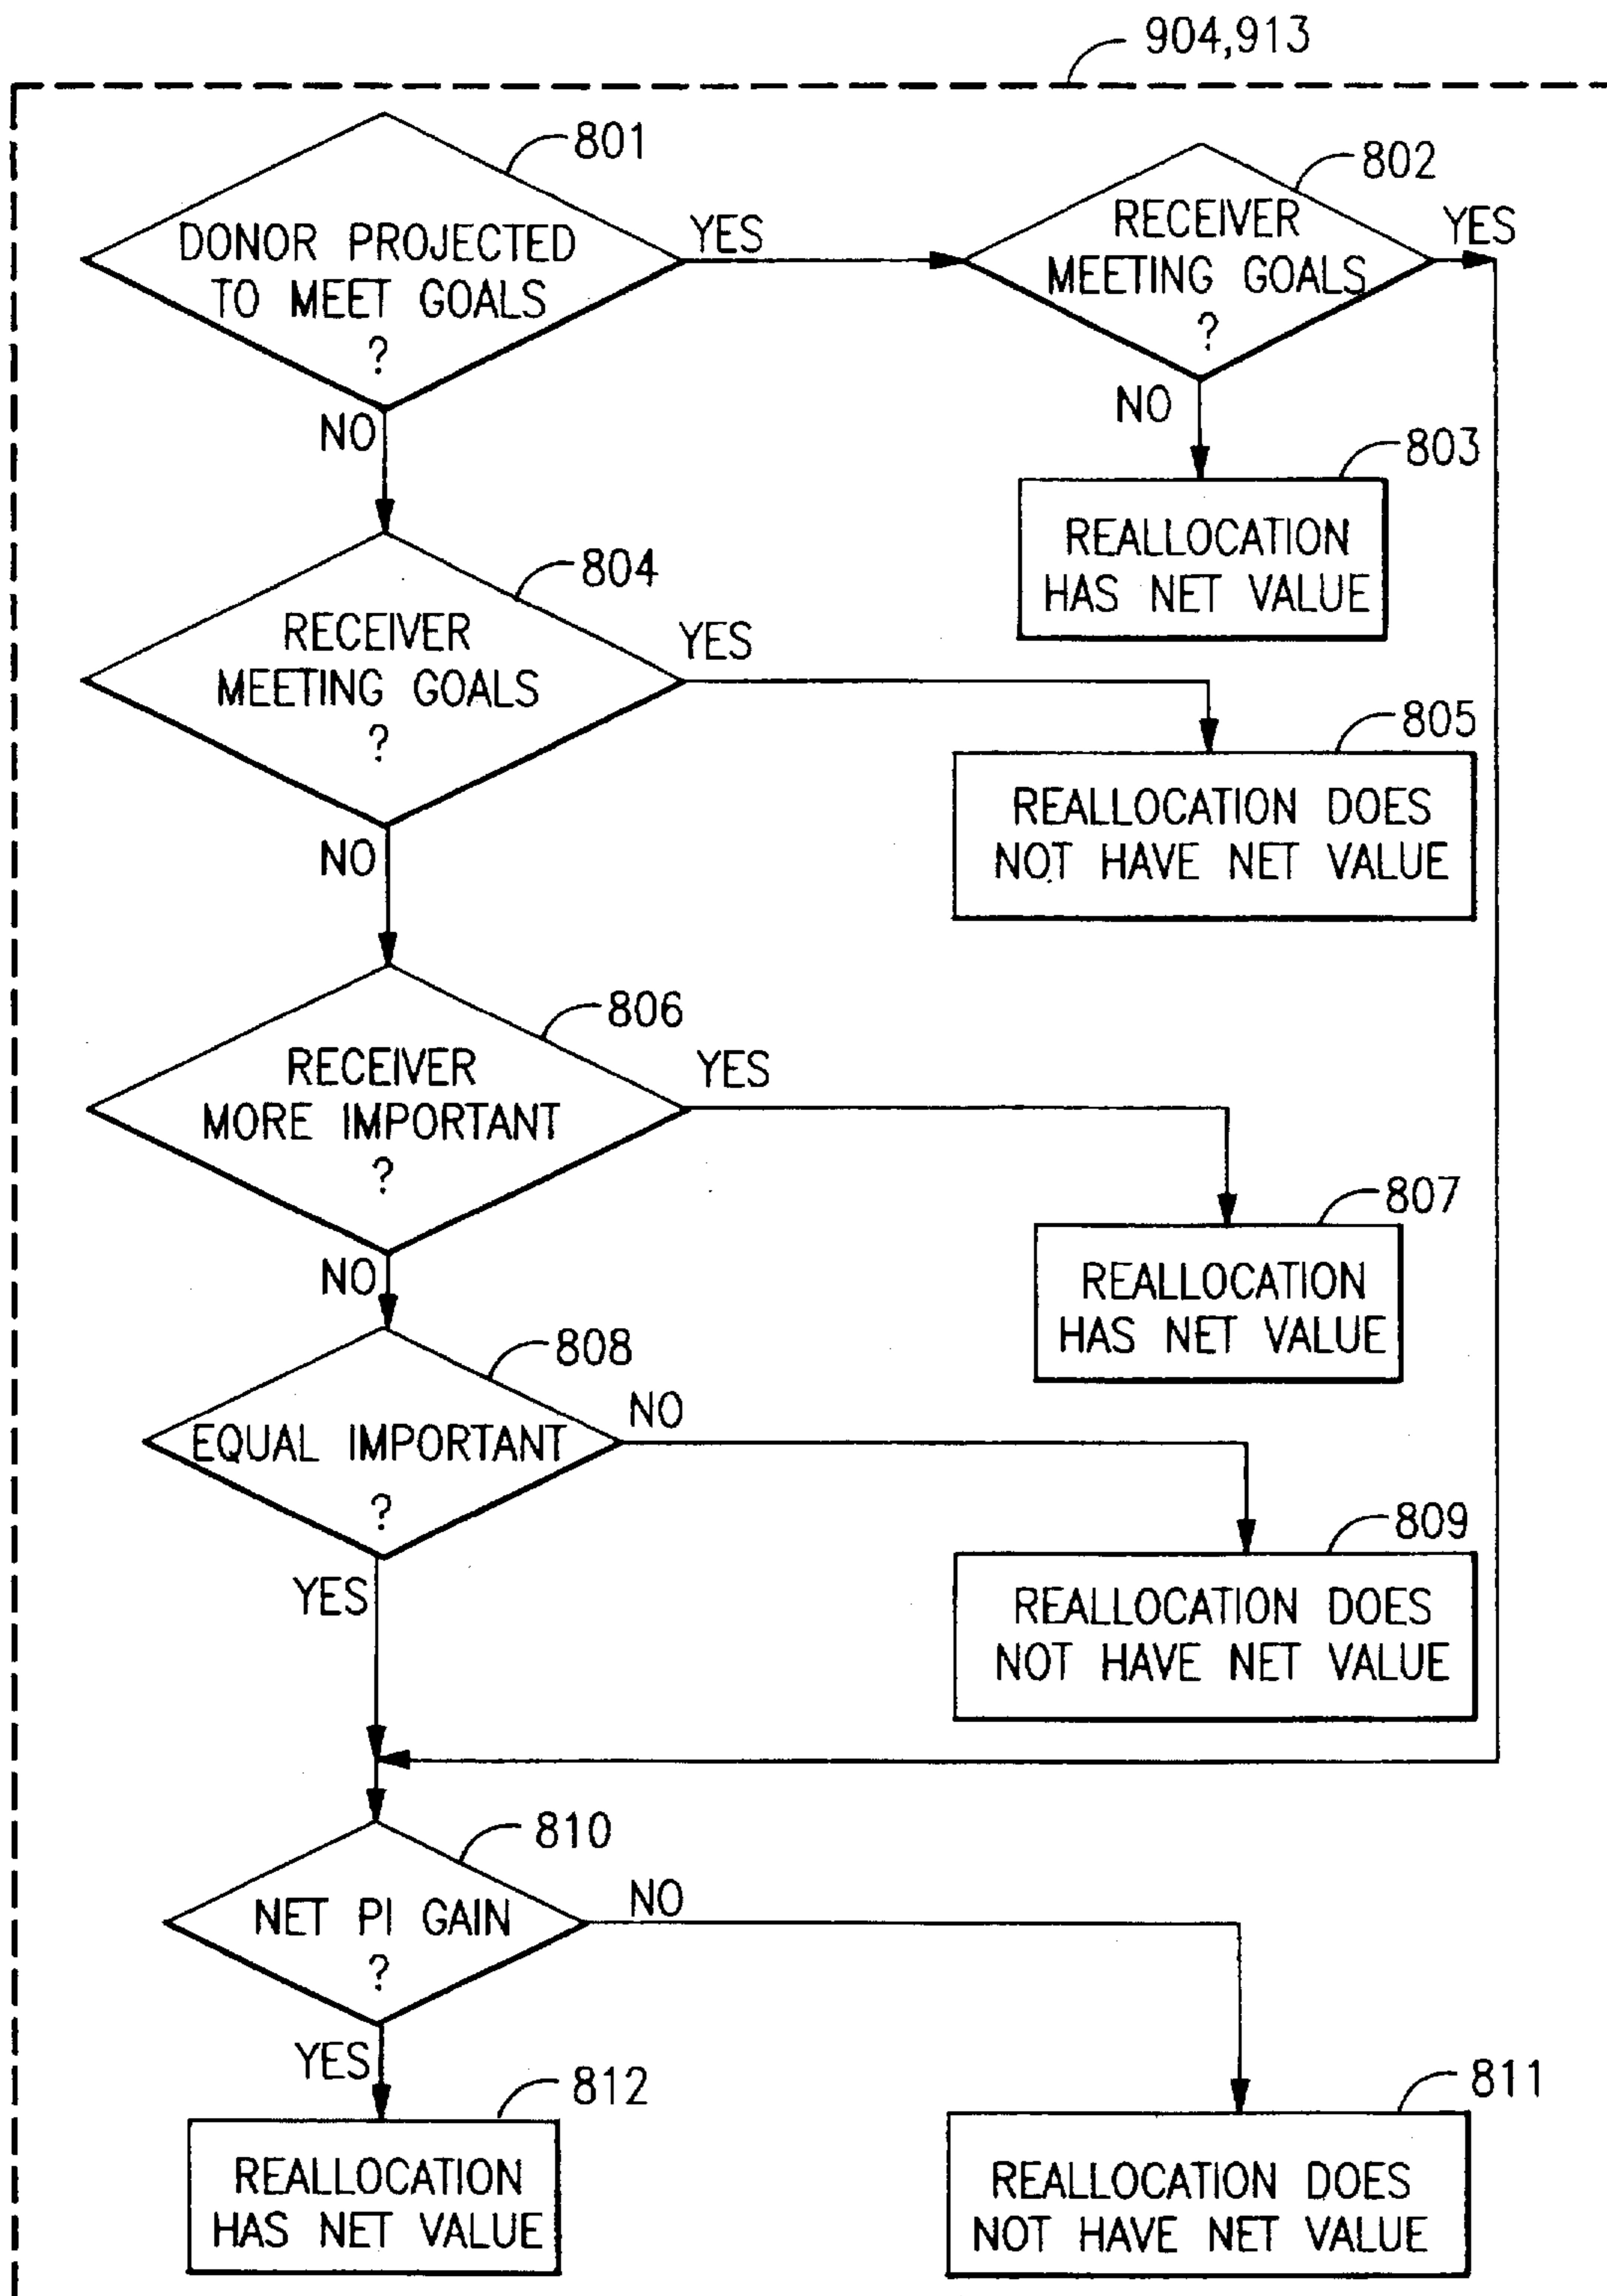 904,913
801
DONOR PROJECTED
TO MEET GOALS
?
YES
NO
802
RECEIVER
MEETING GOALS
?
YES
NO
803
REALLOCATION
HAS NET VALUE
804
RECEIVER
MEETING GOALS
?
YES
NO
805
REALLOCATION DOES
NOT HAVE NET VALUE
806
RECEIVER
MORE IMPORTANT
?
YES
NO
807
REALLOCATION
HAS NET VALUE
808
EQUAL IMPORTANT
?
NO
YES
809
REALLOCATION DOES
NOT HAVE NET VALUE
810
NET PI GAIN
?
NO
YES
812
REALLOCATION
HAS NET VALUE
811
REALLOCATION DOES
NOT HAVE NET VALUE